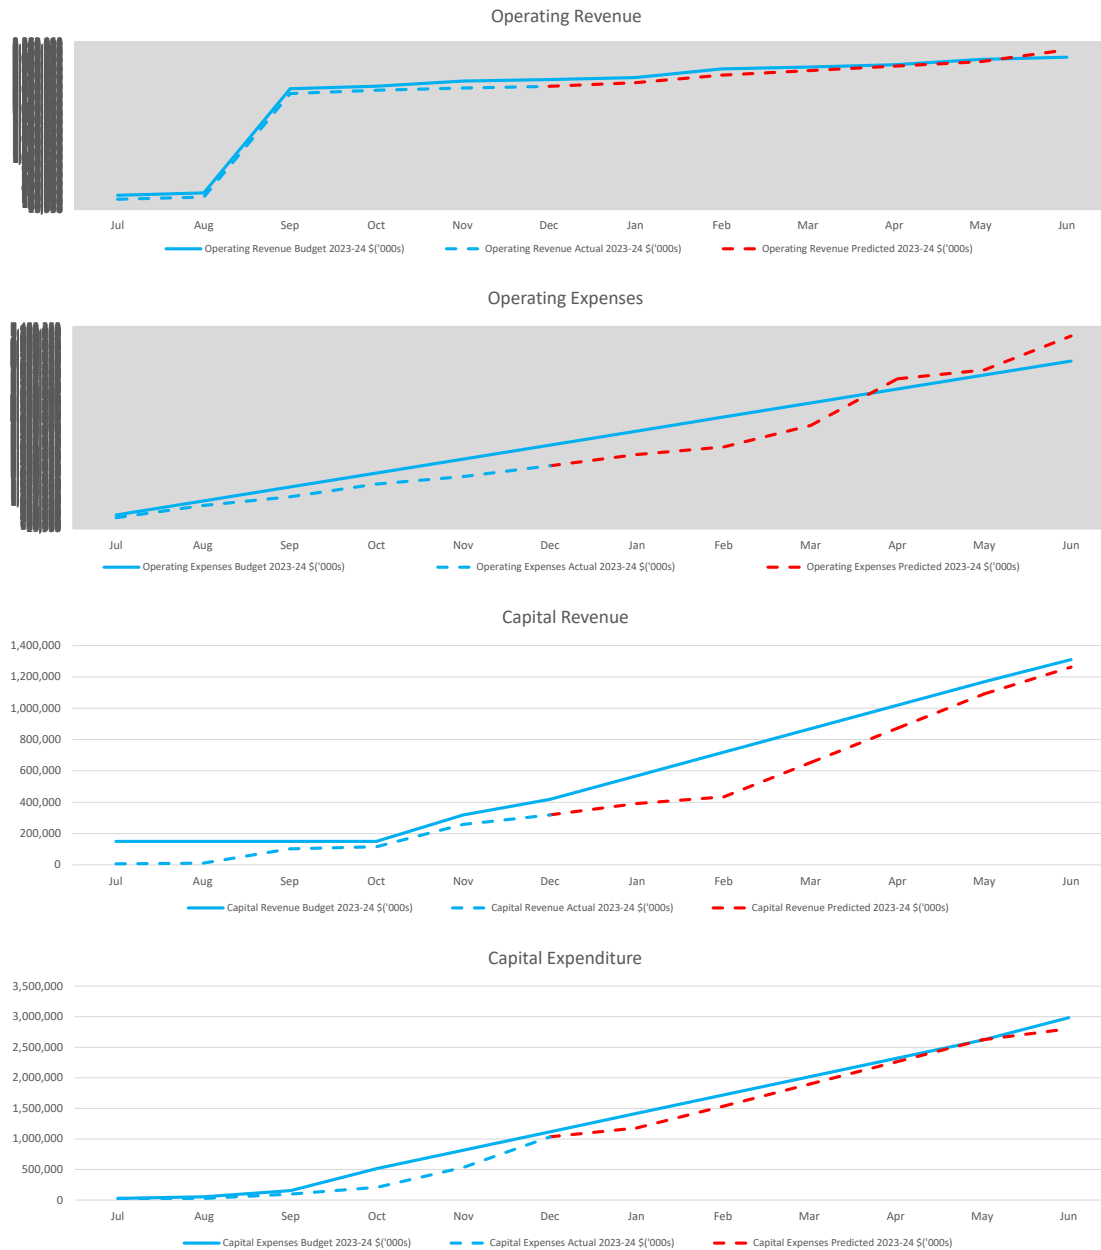 Operating Revenue
Jul Aug Sep Oct Nov Dec Jan Feb Mar Apr May Jun
Operating Revenue Budget 2023-24 $('000s) Operating Revenue Actual 2023-24 $('000s) Operating Revenue Predicted 2023-24 $('000s)
Operating Expenses
Jul Aug Sep Oct Nov Dec Jan Feb Mar Apr May Jun
Operating Expenses Budget 2023-24 $('000s) Operating Expenses Actual 2023-24 $('000s) Operating Expenses Predicted 2023-24 $('000s)
Capital Revenue
1,400,000
1,200,000
1,000,000
800,000
600,000
400,000
200,000
0
Jul Aug Sep Oct Nov Dec Jan Feb Mar Apr May Jun
Capital Revenue Budget 2023-24 $('000s) Capital Revenue Actual 2023-24 $('000s) Capital Revenue Predicted 2023-24 $('000s)
Capital Expenditure
3,500,000
3,000,000
2,500,000
2,000,000
1,500,000
1,000,000
500,000
0
Jul Aug Sep Oct Nov Dec Jan Feb Mar Apr May Jun
Capital Expenses Budget 2023-24 $('000s) Capital Expenses Actual 2023-24 $('000s) Capital Expenses Predicted 2023-24 $('000s)